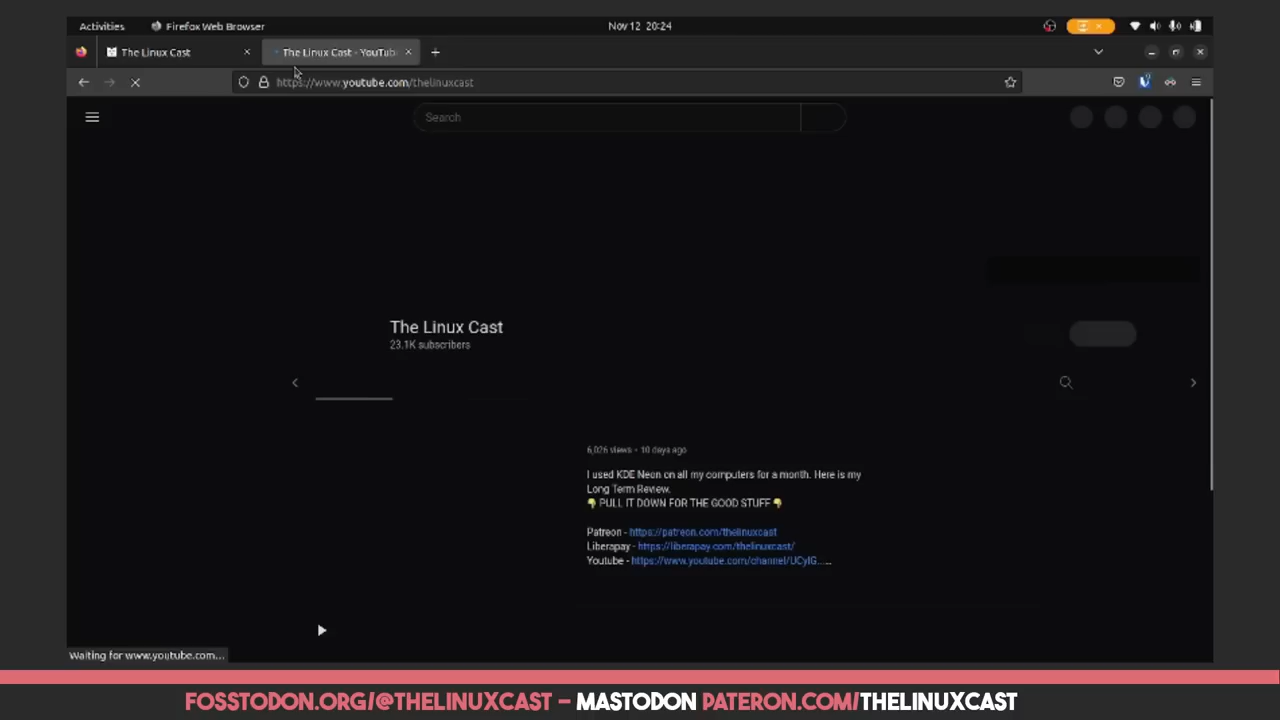 Activities Firefox Web Browser Nov 12 20:24
The Linux Cast The Linux Cast - YouTub
https://www.youtube.com/thelinuxcast
Search
The Linux Cast
23.1K subscribers
6,026 views • 10 days ago
I used KDE Neon on all my computers for a month. Here is my
Long Term Review.
👇 PULL IT DOWN FOR THE GOOD STUFF 👇
Patreon - https://patreon.com/thelinuxcast
Liberapay - https://liberapay.com/thelinuxcast/
Youtube - https://www.youtube.com/channel/UCylG...
Waiting for www.youtube.com...
FOSSTODON.ORG/@THELINUXCAST – MASTODON PATERON.COM/THELINUXCAST